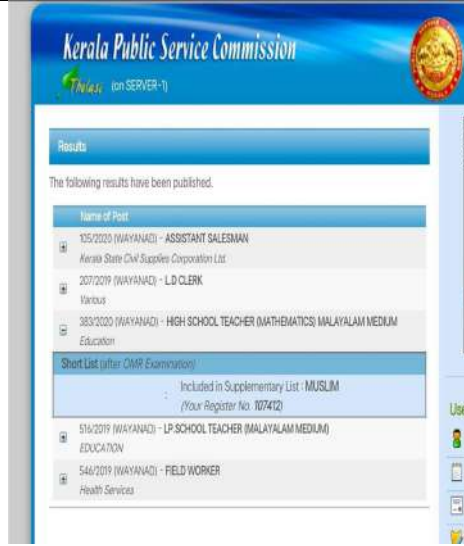 Kerala Public Service Commission
Thulasi (on SERVER-1)
Results
The following results have been published.
Name of Post
105/2020 (WAYANAD) - ASSISTANT SALESMAN
Kerala State Civil Supplies Corporation Ltd.
207/2019 (WAYANAD) - L.D CLERK
Various
383/2020 (WAYANAD) - HIGH SCHOOL TEACHER (MATHEMATICS) MALAYALAM MEDIUM
Education
Short List (after OMR Examination)
: Included in Supplementary List : MUSLIM
(Your Register No. 107412)
516/2019 (WAYANAD) - LP.SCHOOL TEACHER (MALAYALAM MEDIUM)
EDUCATION
546/2019 (WAYANAD) - FIELD WORKER
Health Services
Use